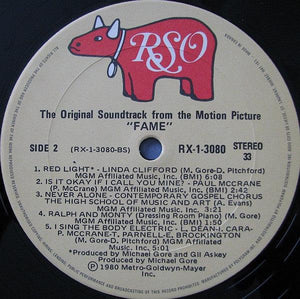 RSO
The Original Soundtrack from the Motion Picture
"FAME"
SIDE 2
(RX-1-3080-BS)
RX-1-3080
STEREO
33
1. RED LIGHT* - LINDA CLIFFORD (M. Gore-D. Pitchford)
MGM Affiliated Music, Inc. (BMI) 6:08
2. IS IT OKAY IF I CALL YOU MINE? - PAUL McCRANE
(P. McCrane) MGM Affiliated Music, Inc. (BMI) 2:42
3. NEVER ALONE - CONTEMPORARY GOSPEL CHORUS
THE HIGH SCHOOL OF MUSIC AND ART (A. Evans)
MGM Affiliated Music, Inc. (BMI) 3:21
4. RALPH AND MONTY (Dressing Room Piano) (M. Gore)
MGM Affiliated Music, Inc. (BMI) 1:50
5. I SING THE BODY ELECTRIC - L. DEAN-I. CARA-
P. McCRANE-T. PARNELL-E. BROCKINGTON
MGM Affiliated Music, Inc. (BMI) 5:01
*Produced by Michael Gore and Gil Askey
Produced by Michael Gore
℗ 1980 Metro-Goldwyn-Mayer
Inc.